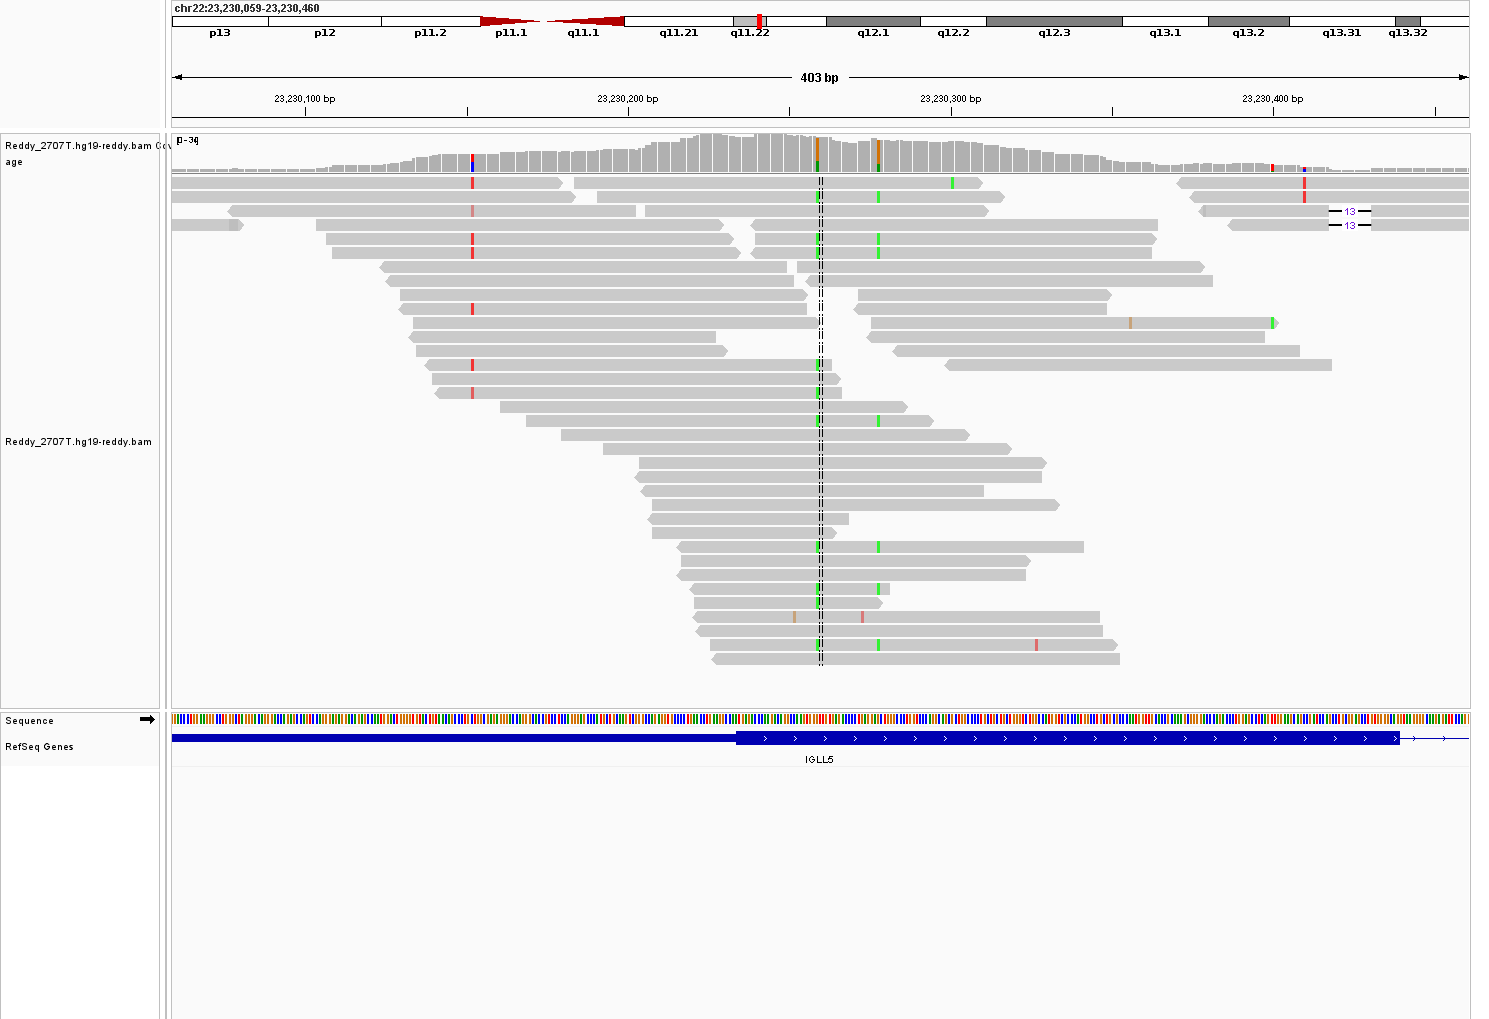 chr22:23,230,059-23,230,460
p13 p12 p11.2 p11.1 q11.1 q11.21 q11.22 q12.1 q12.2 q12.3 q13.1 q13.2 q13.31 q13.32
403 bp
23,230,100 bp 23,230,200 bp 23,230,300 bp 23,230,400 bp
Reddy_2707T.hg19-reddy.bam Cov
age
13
13
Reddy_2707T.hg19-reddy.bam
Sequence
RefSeq Genes
IGLL5